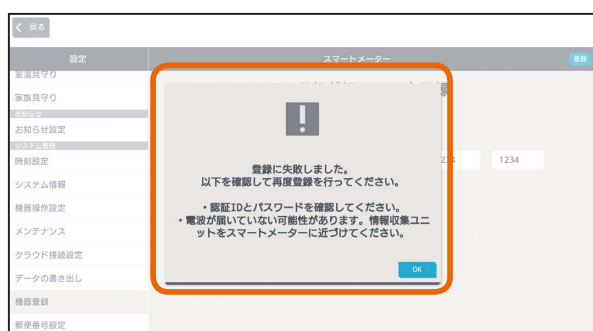 戻る
設定
スマートメーター
登録
室温見守り
家族見守り
お知らせ
お知らせ設定
システム管理
時刻設定
システム情報
機器操作設定
メンテナンス
クラウド接続設定
データの書き出し
機器登録
郵便番号設定
登録に失敗しました。
以下を確認して再度登録を行ってください。
・認証IDとパスワードを確認してください。
・電波が届いていない可能性があります。情報収集ユニ
ットをスマートメーターに近づけてください。
OK
1234